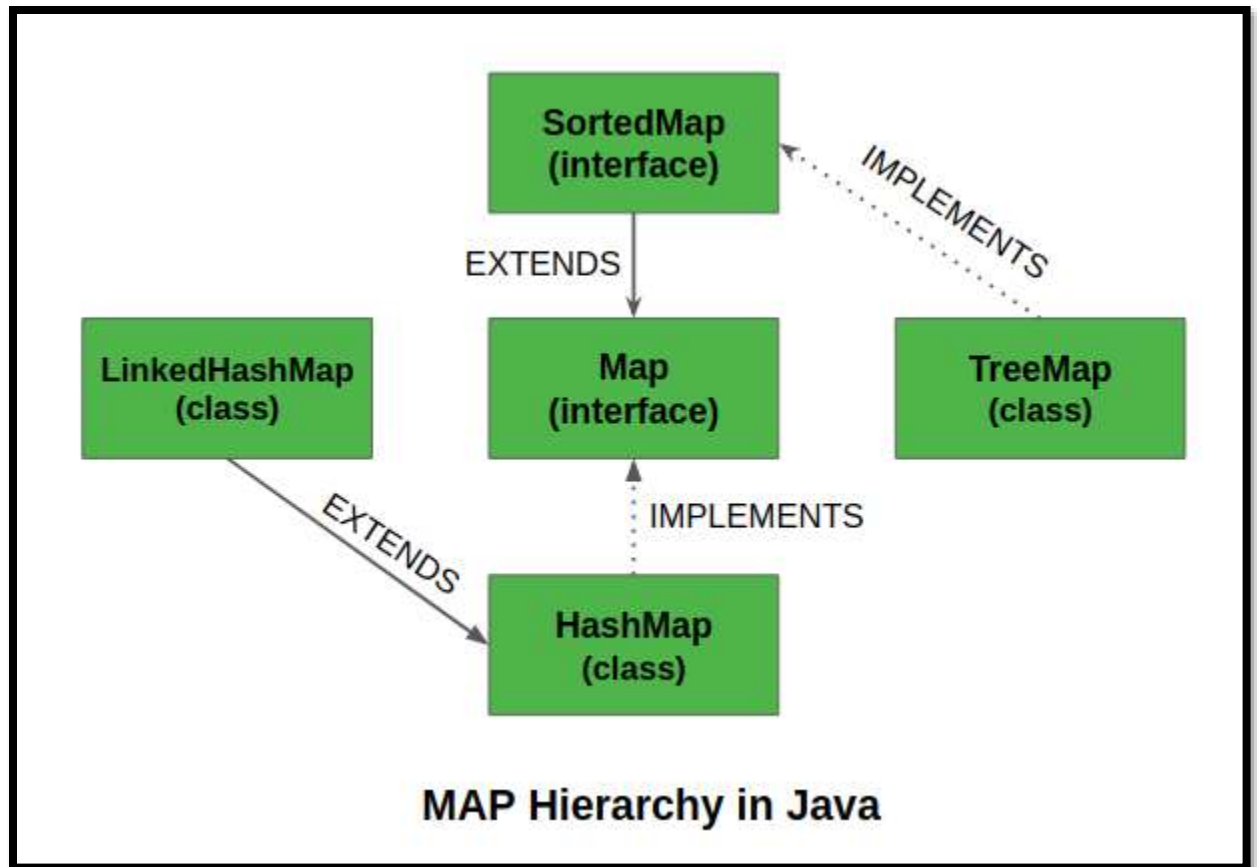 SortedMap
(interface)
IMPLEMENTS
EXTENDS
LinkedHashMap
(class)
Map
(interface)
TreeMap
(class)
EXTENDS
IMPLEMENTS
HashMap
(class)
MAP Hierarchy in Java